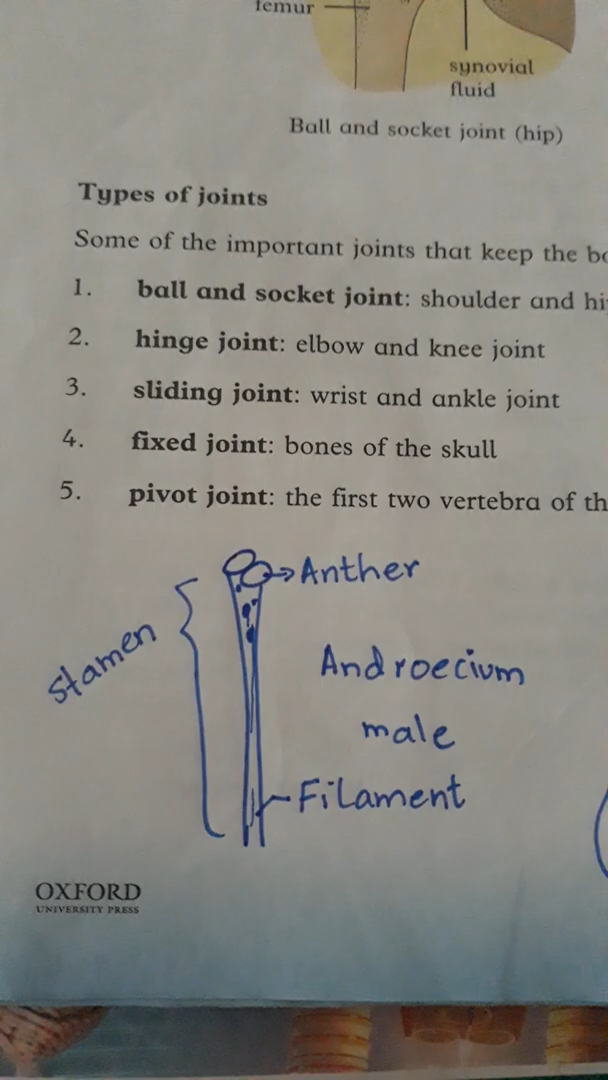 femur
synovial
fluid
Ball and socket joint (hip)
Types of joints
Some of the important joints that keep the
1. ball and socket joint: shoulder and
2. hinge joint: elbow and knee joint
3. sliding joint: wrist and ankle joint
4. fixed joint: bones of the skull
5. pivot joint: the first two vertebra of
Anther
stamen
Androecium
male
Filament
OXFORD
UNIVERSITY PRESS